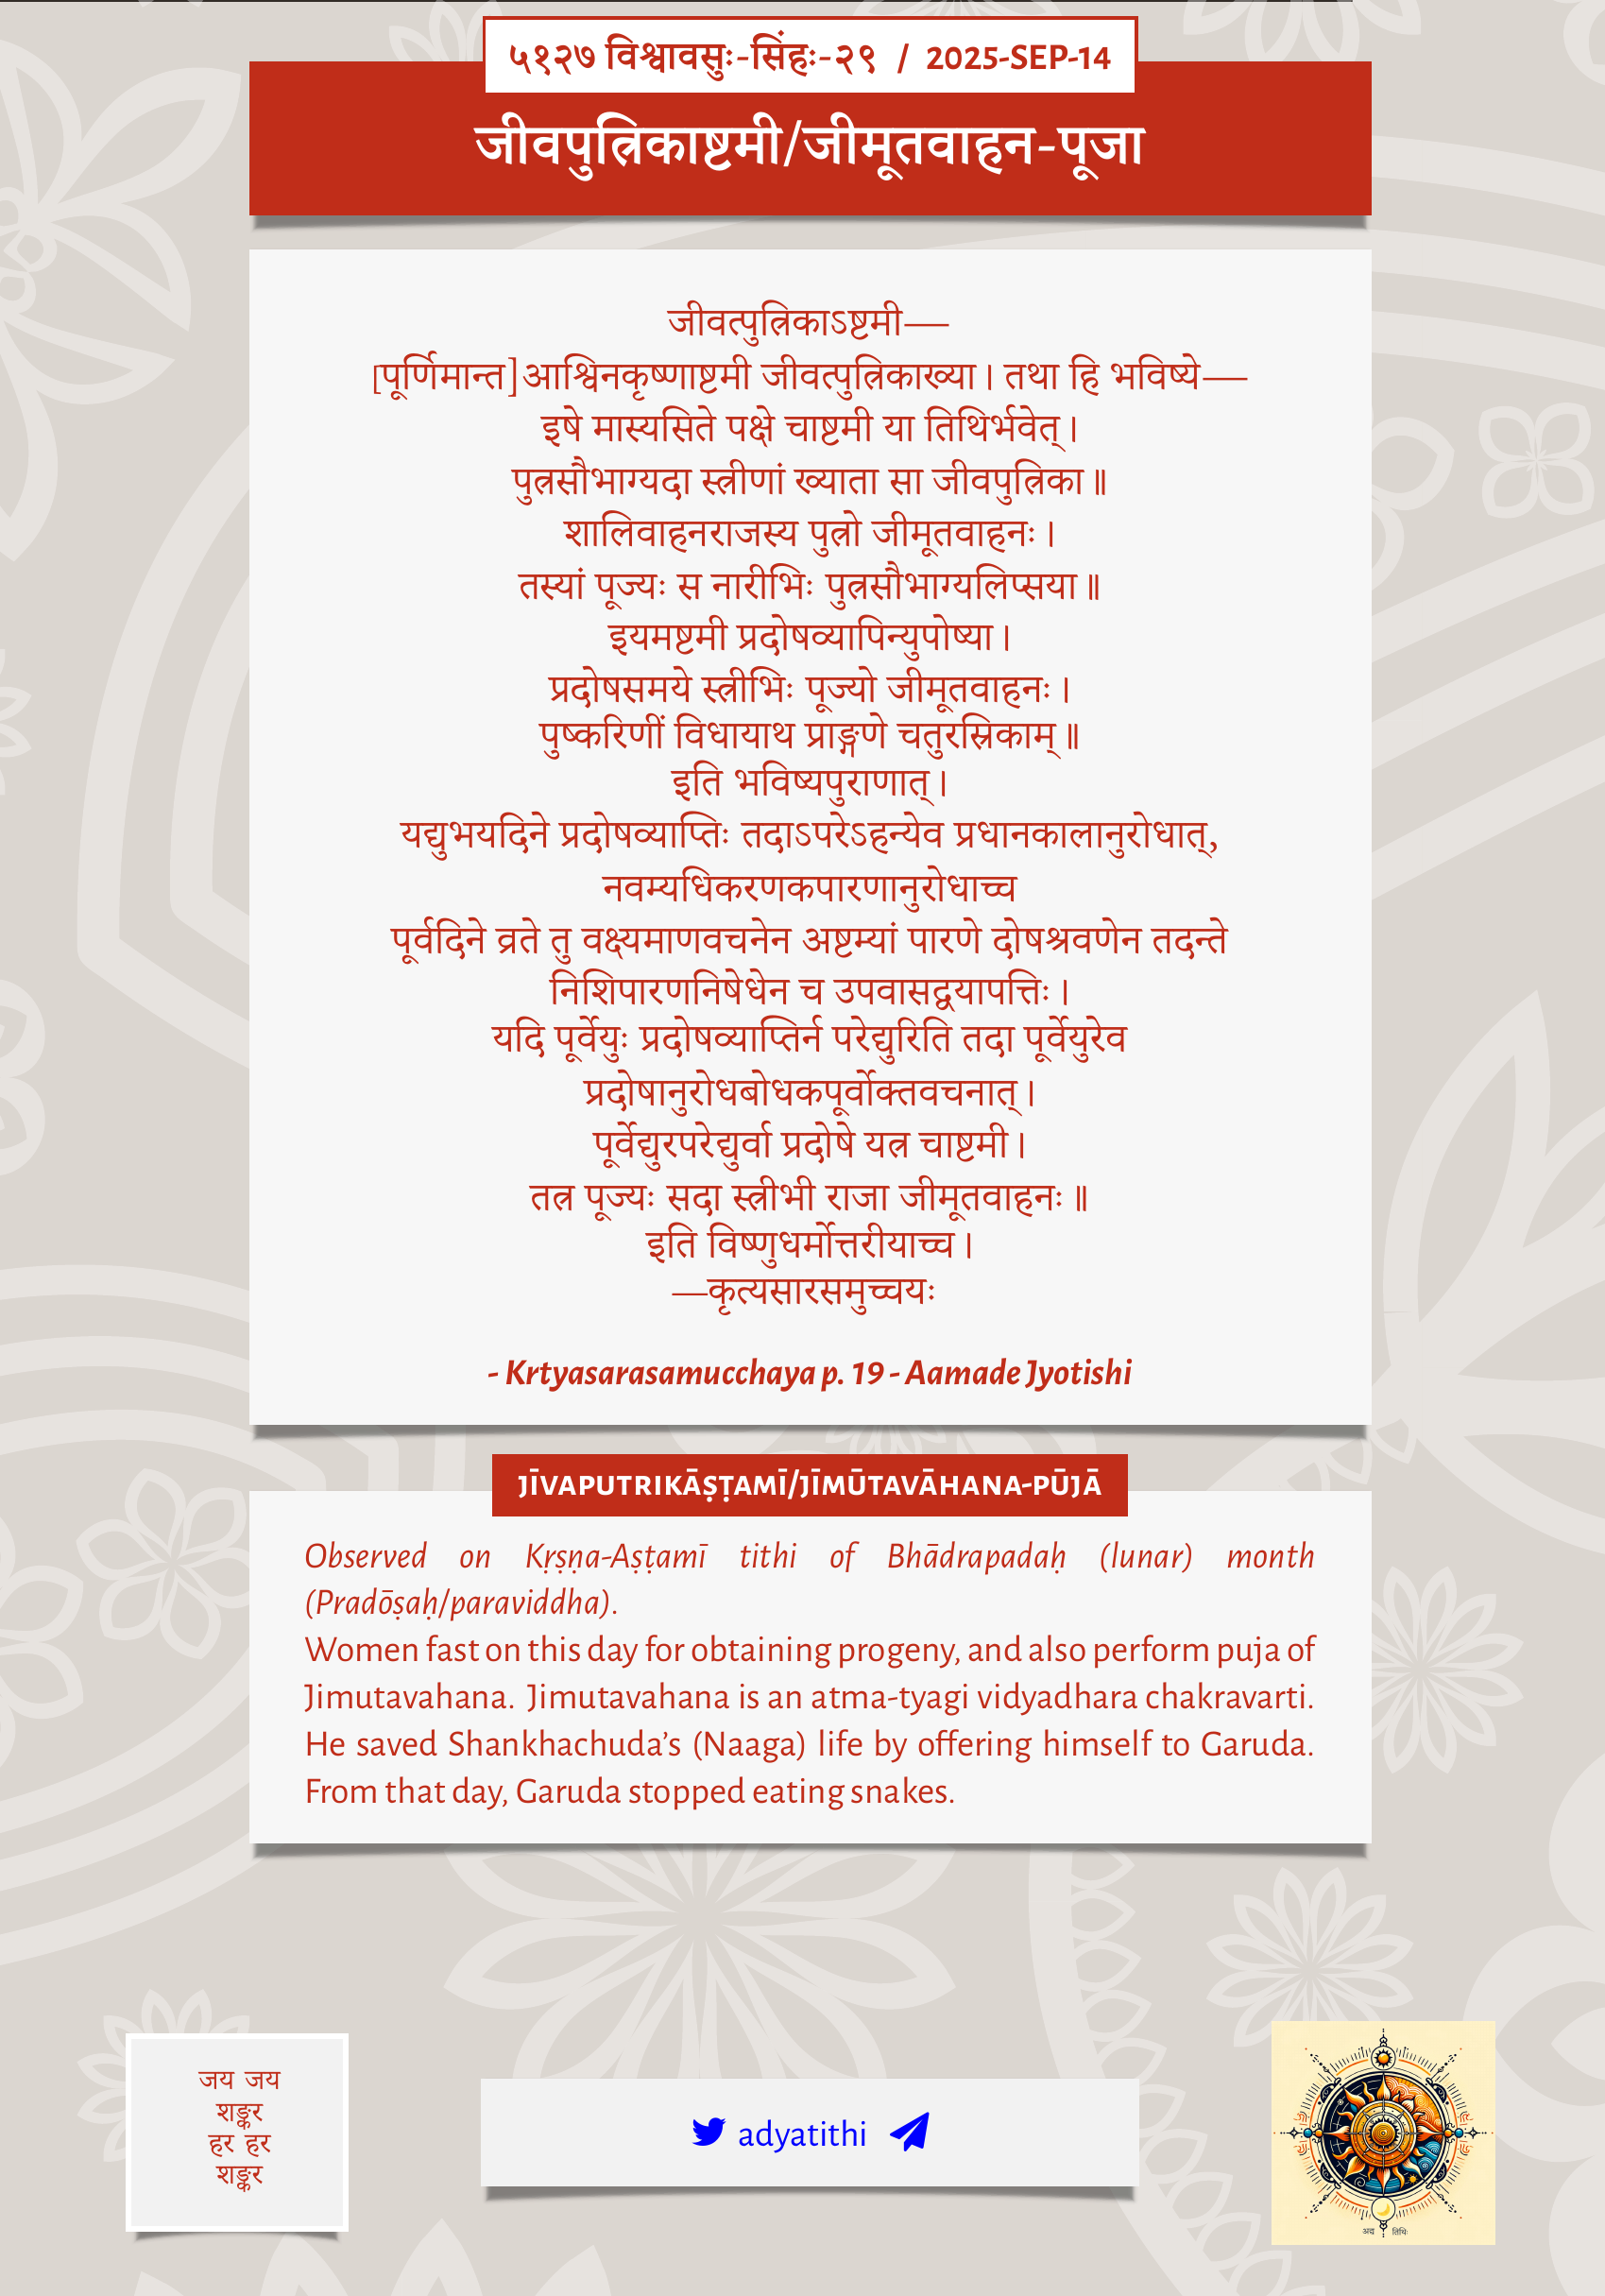 ५१२७ विश्वावसुः-सिंहः-२९ / 2025-SEP-14
जीवपुत्रिकाष्टमी/जीमूतवाहन-पूजा
जीवत्पुत्रिकाऽष्टमी—
[पूर्णिमान्त]आश्विनकृष्णाष्टमी जीवत्पुत्रिकाख्या। तथा हि भविष्ये—
इषे मास्यसिते पक्षे चाष्टमी या तिथिर्भवेत्।
पुत्रसौभाग्यदा स्त्रीणां ख्याता सा जीवपुत्रिका॥
शालिवाहनराजस्य पुत्रो जीमूतवाहनः।
तस्यां पूज्यः स नारीभिः पुत्रसौभाग्यलिप्सया॥
इयमष्टमी प्रदोषव्यापिन्युपोष्या।
प्रदोषसमये स्त्रीभिः पूज्यो जीमूतवाहनः।
पुष्करिणीं विधायाथ प्राङ्गणे चतुरस्रिकाम्॥
इति भविष्यपुराणात्।
यद्युभयदिने प्रदोषव्याप्तिः तदाऽपरेऽहन्येव प्रधानकालानुरोधात्,
नवम्यधिकरणकपारणानुरोधाच्च
पूर्वदिने व्रते तु वक्ष्यमाणवचनेन अष्टम्यां पारणे दोषश्रवणेन तदन्ते
निशिपारणनिषेधेन च उपवासद्वयापत्तिः।
यदि पूर्वेयुः प्रदोषव्याप्तिर्न परेद्युरिति तदा पूर्वेयुरेव
प्रदोषानुरोधबोधकपूर्वोक्तवचनात्।
पूर्वेद्युरपरेद्युर्वा प्रदोषे यत्र चाष्टमी।
तत्र पूज्यः सदा स्त्रीभी राजा जीमूतवाहनः॥
इति विष्णुधर्मोत्तरीयाच्च।
—कृत्यसारसमुच्चयः
- Krtyasarasamucchaya p. 19 - Aamade Jyotishi
JĪVAPUTRIKĀṢṬAMĪ/JĪMŪTAVĀHANA-PŪJĀ
Observed on Kṛṣṇa-Aṣṭamī tithi of Bhādrapadaḥ (lunar) month
(Pradōṣaḥ/paraviddha).
Women fast on this day for obtaining progeny, and also perform puja of
Jimutavahana. Jimutavahana is an atma-tyagi vidyadhara chakravarti.
He saved Shankhachuda’s (Naaga) life by offering himself to Garuda.
From that day, Garuda stopped eating snakes.
जय जय
शङ्कर
हर हर
शङ्कर
adyatithi
अद्य तिथिः